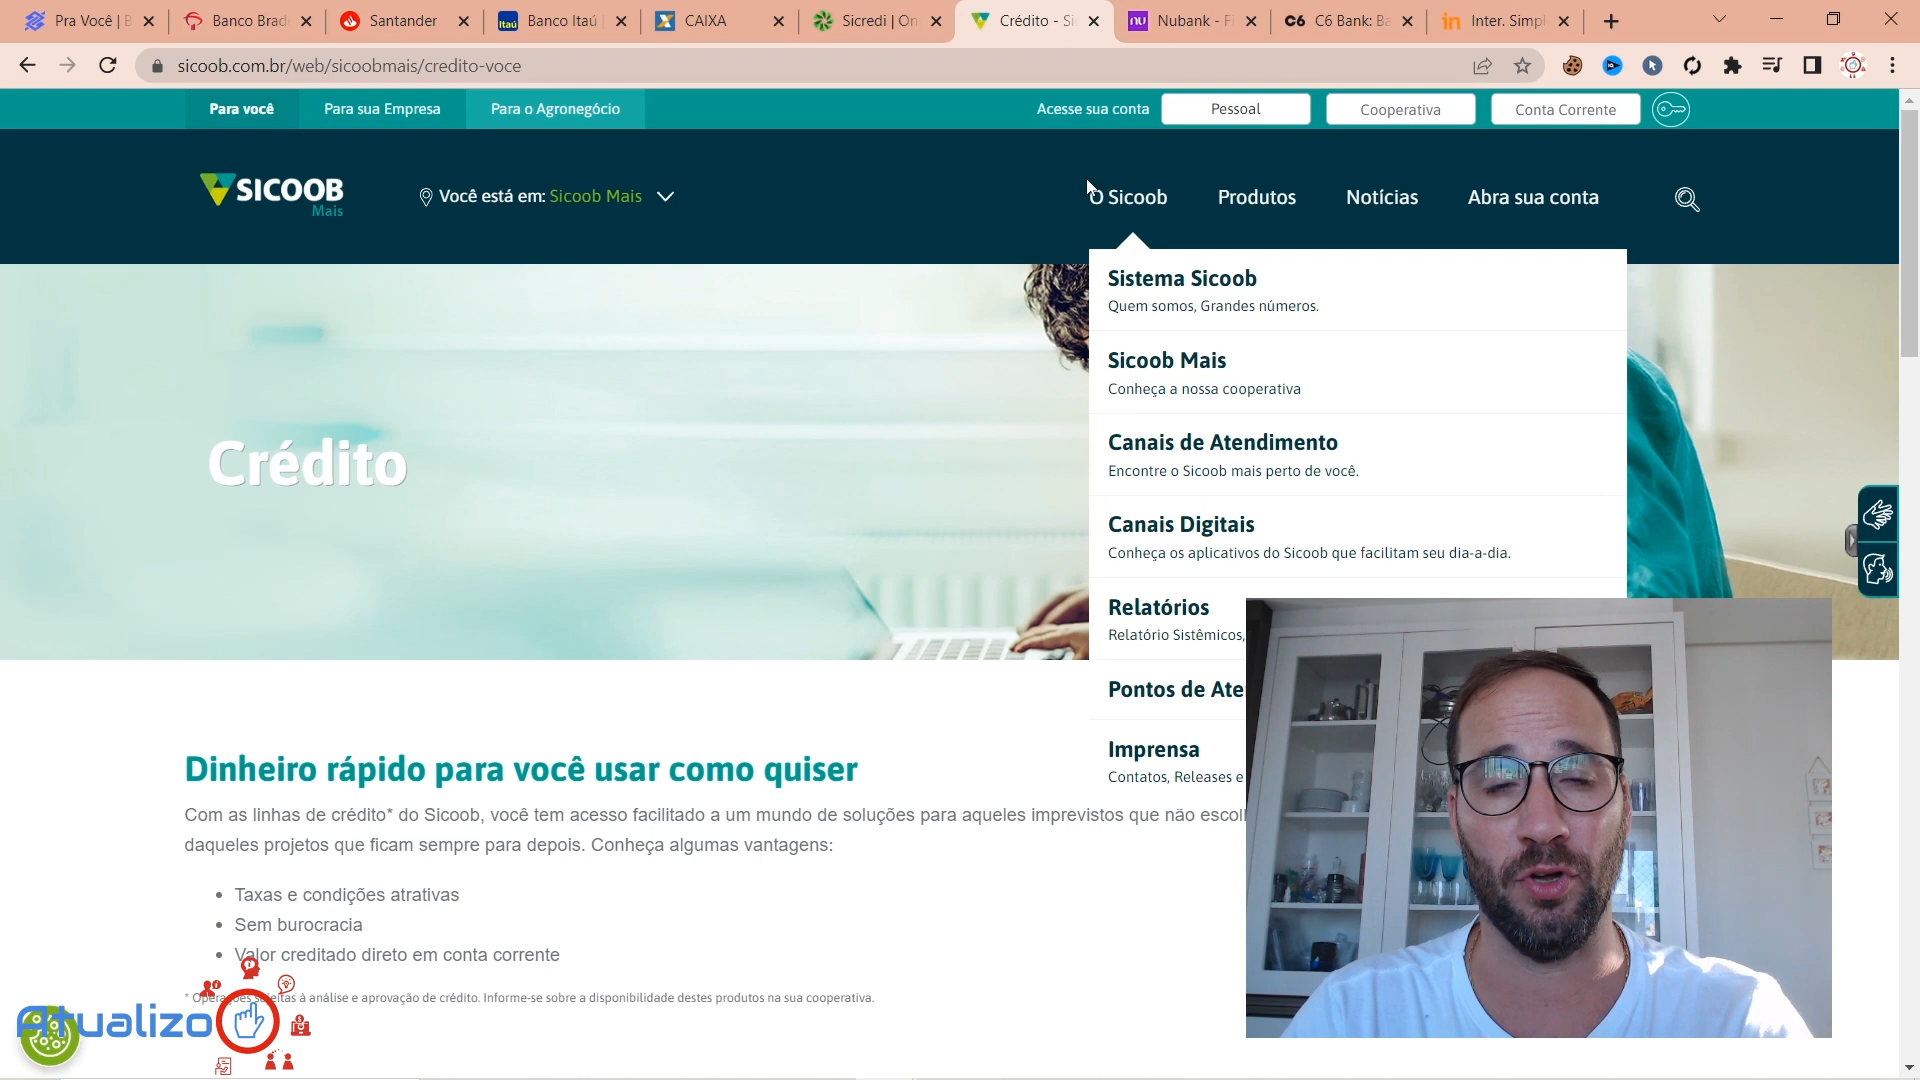 Pra Você | B
Banco Brad
Santander
Banco Itaú |
CAIXA
Sicredi | On
Crédito - Si
Nubank - Fi
C6 Bank: Ba
Inter. Simpl
sicoob.com.br/web/sicoobmais/credito-voce
Para você
Para sua Empresa
Para o Agronegócio
Acesse sua conta
Pessoal
Cooperativa
Conta Corrente
SICOOB
Mais
Você está em: Sicoob Mais
O Sicoob
Produtos
Notícias
Abra sua conta
Sistema Sicoob
Quem somos, Grandes números.
Sicoob Mais
Conheça a nossa cooperativa
Canais de Atendimento
Encontre o Sicoob mais perto de você.
Canais Digitais
Conheça os aplicativos do Sicoob que facilitam seu dia-a-dia.
Relatórios
Relatório Sistêmicos,
Pontos de Ate
Imprensa
Contatos, Releases e
Crédito
Dinheiro rápido para você usar como quiser
Com as linhas de crédito* do Sicoob, você tem acesso facilitado a um mundo de soluções para aqueles imprevistos que não escol
daqueles projetos que ficam sempre para depois. Conheça algumas vantagens:
• Taxas e condições atrativas
• Sem burocracia
• Valor creditado direto em conta corrente
* Operações sujeitas à análise e aprovação de crédito. Informe-se sobre a disponibilidade destes produtos na sua cooperativa.
Atualizo